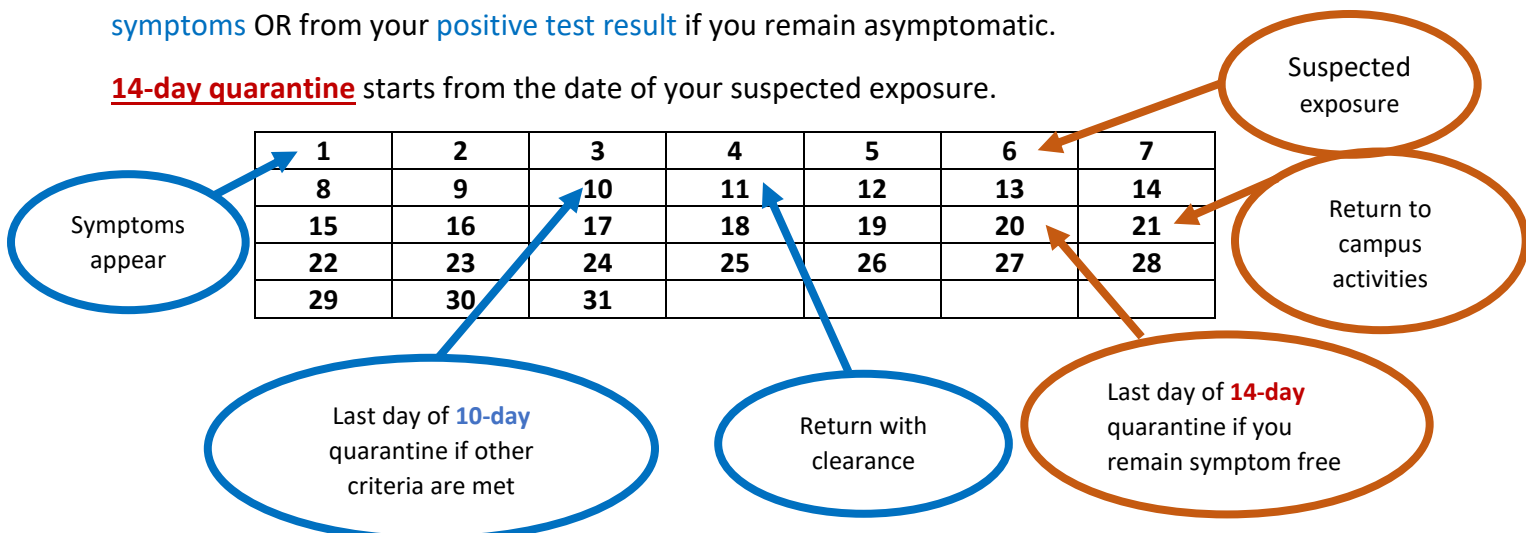 symptoms OR from your positive test result if you remain asymptomatic.
14-day quarantine starts from the date of your suspected exposure.
Suspected
exposure
1 2 3 4 5 6 7
8 9 10 11 12 13 14
15 16 17 18 19 20 21
22 23 24 25 26 27 28
29 30 31
Symptoms
appear
Return to
campus
activities
Last day of 10-day
quarantine if other
criteria are met
Return with
clearance
Last day of 14-day
quarantine if you
remain symptom free